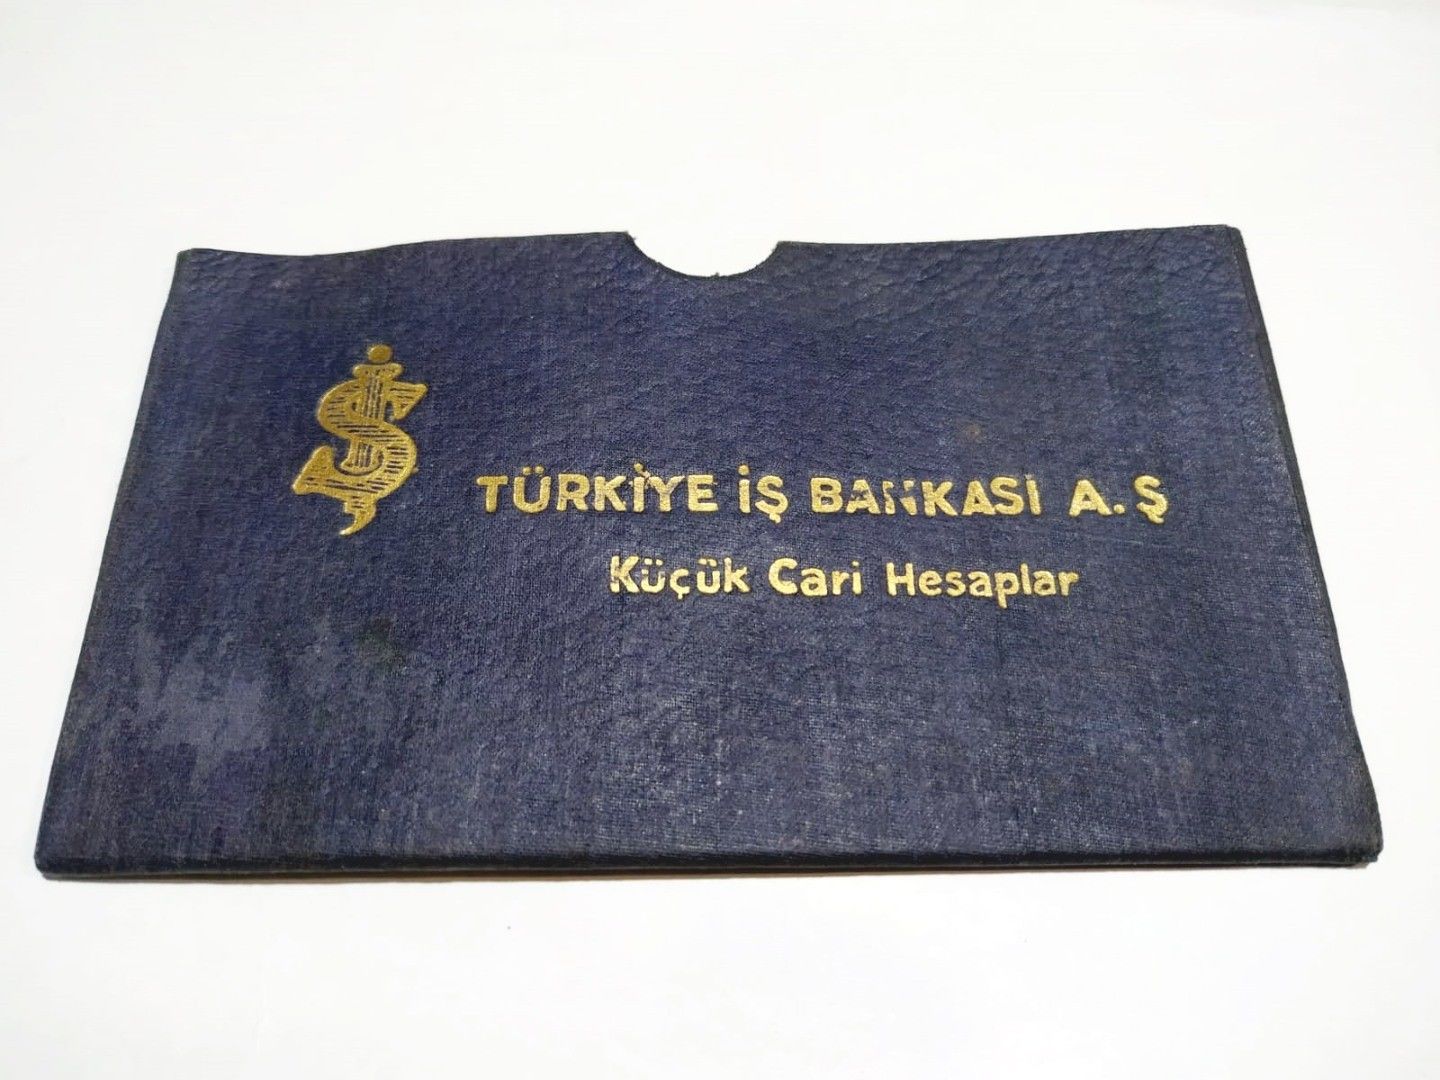 İŞ
TÜRKİYE İŞ BANKASI A.Ş
Küçük Cari Hesaplar